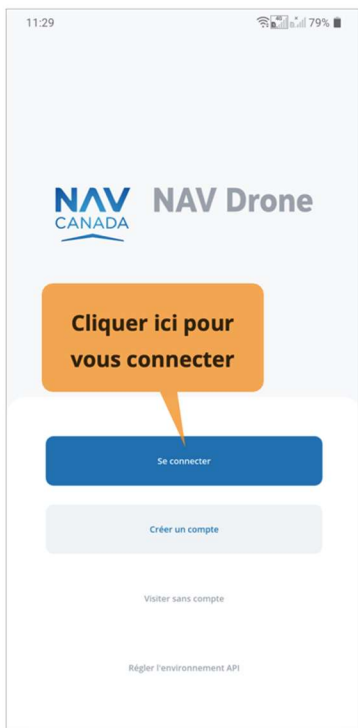 11:29
79%
NAV
CANADA
NAV Drone
Cliquer ici pour
vous connecter
Se connecter
Créer un compte
Visiter sans compte
Régler l'environnement API